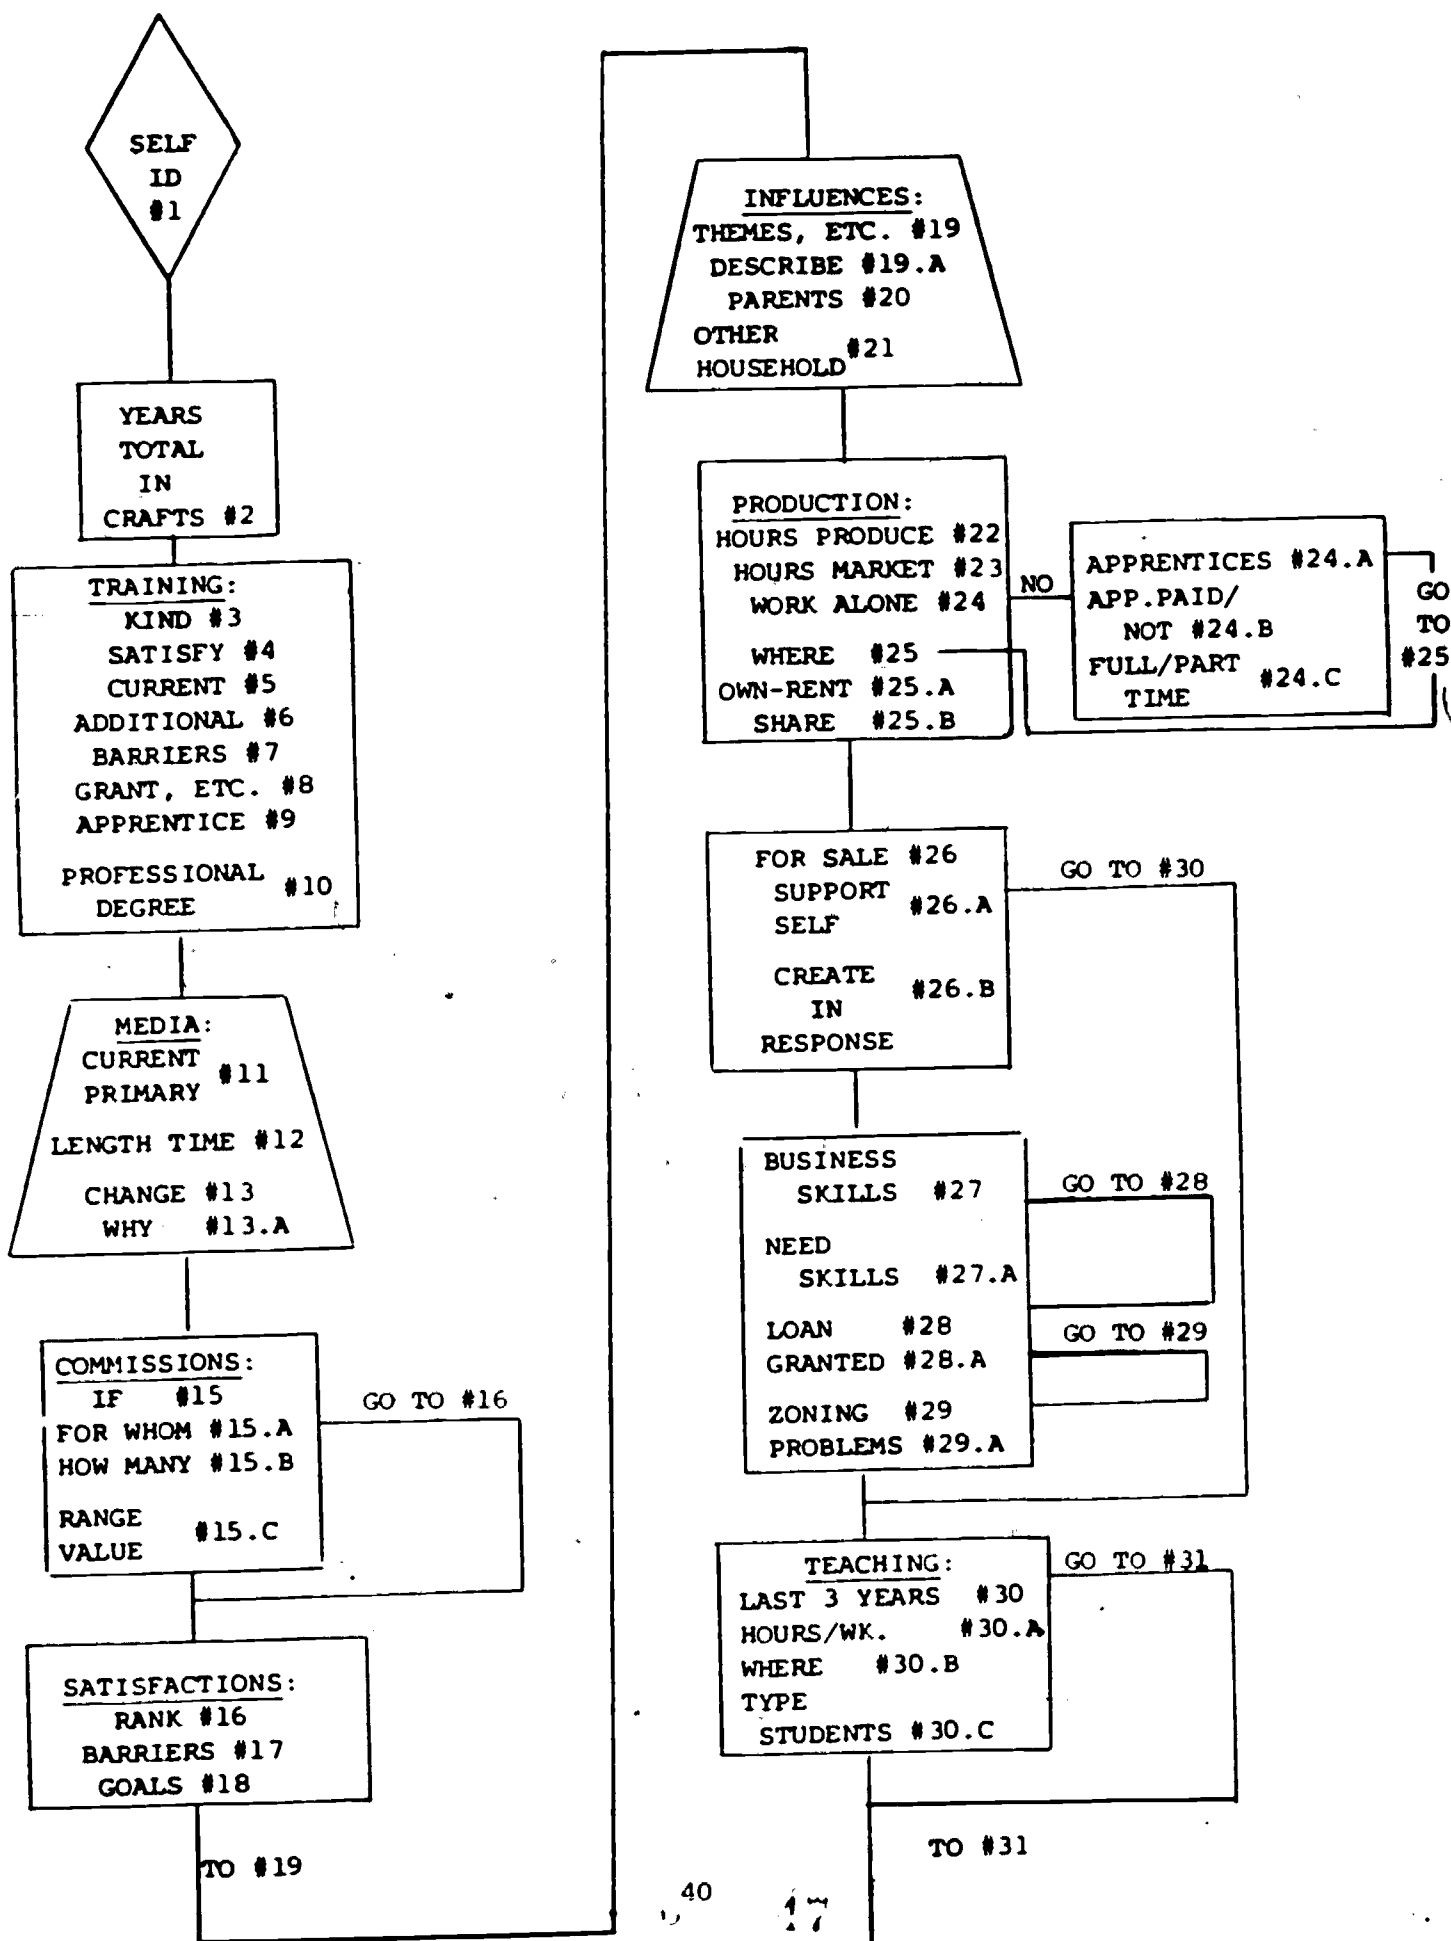 SELF
ID
#1
YEARS
TOTAL
IN
CRAFTS #2
TRAINING:
KIND #3
SATISFY #4
CURRENT #5
ADDITIONAL #6
BARRIERS #7
GRANT, ETC. #8
APPRENTICE #9
PROFESSIONAL
DEGREE #10
MEDIA:
CURRENT
PRIMARY #11
LENGTH TIME #12
CHANGE #13
WHY #13.A
COMMISSIONS:
IF #15
FOR WHOM #15.A
HOW MANY #15.B
RANGE
VALUE #15.C
GO TO #16
SATISFACTIONS:
RANK #16
BARRIERS #17
GOALS #18
TO #19
INFLUENCES:
THEMES, ETC. #19
DESCRIBE #19.A
PARENTS #20
OTHER
HOUSEHOLD #21
PRODUCTION:
HOURS PRODUCE #22
HOURS MARKET #23
WORK ALONE #24
WHERE #25
OWN-RENT #25.A
SHARE #25.B
NO
APPRENTICES #24.A
APP.PAID/
NOT #24.B
FULL/PART
TIME #24.C
GO
TO
#25
FOR SALE #26
SUPPORT
SELF #26.A
CREATE
IN #26.B
RESPONSE
GO TO #30
BUSINESS
SKILLS #27
NEED
SKILLS #27.A
LOAN #28
GRANTED #28.A
ZONING #29
PROBLEMS #29.A
GO TO #28
GO TO #29
TEACHING:
LAST 3 YEARS #30
HOURS/WK. #30.A
WHERE #30.B
TYPE
STUDENTS #30.C
GO TO #31
TO #31
40
17